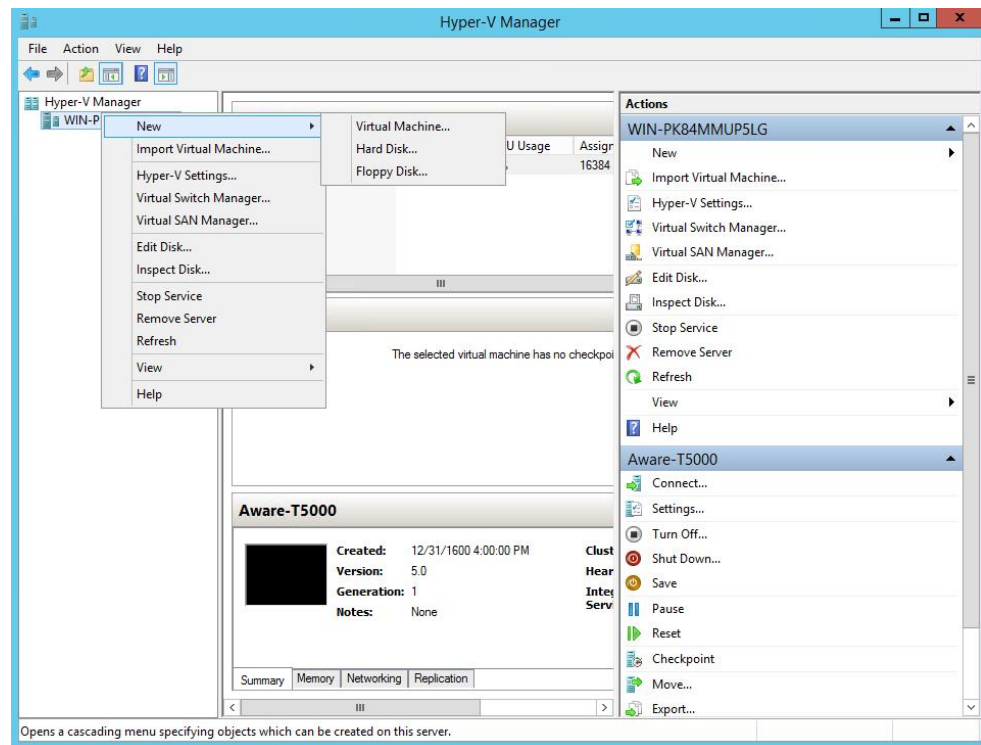 Hyper-V Manager
File Action View Help
Hyper-V Manager
WIN-P
New
Import Virtual Machine...
Hyper-V Settings...
Virtual Switch Manager...
Virtual SAN Manager...
Edit Disk...
Inspect Disk...
Stop Service
Remove Server
Refresh
View
Help
Virtual Machine...
Hard Disk...
Floppy Disk...
U Usage Assigr
16384
The selected virtual machine has no checkpoi
Aware-T5000
Created: 12/31/1600 4:00:00 PM Clust
Version: 5.0 Hear
Generation: 1 Integ
Notes: None Servi
Summary Memory Networking Replication
Actions
WIN-PK84MMUP5LG
New
Import Virtual Machine...
Hyper-V Settings...
Virtual Switch Manager...
Virtual SAN Manager...
Edit Disk...
Inspect Disk...
Stop Service
Remove Server
Refresh
View
Help
Aware-T5000
Connect...
Settings...
Turn Off...
Shut Down...
Save
Pause
Reset
Checkpoint
Move...
Export...
Opens a cascading menu specifying objects which can be created on this server.